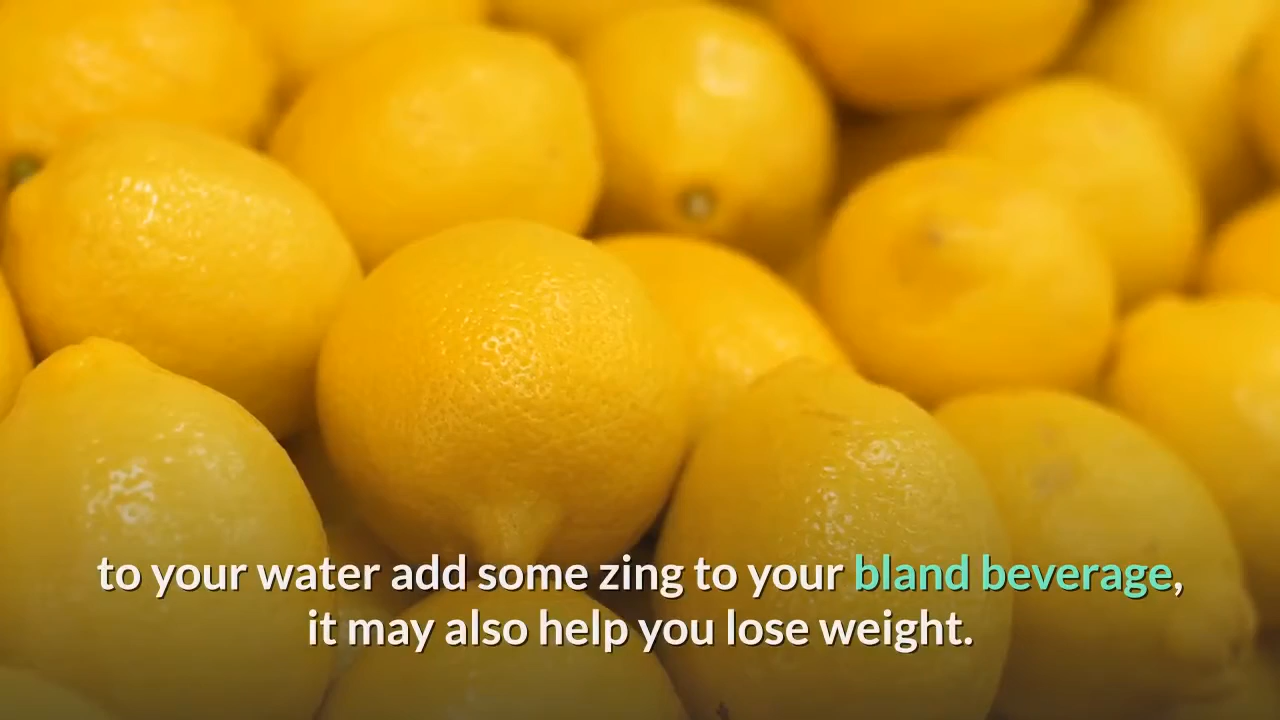 to your water add some zing to your bland beverage,
it may also help you lose weight.